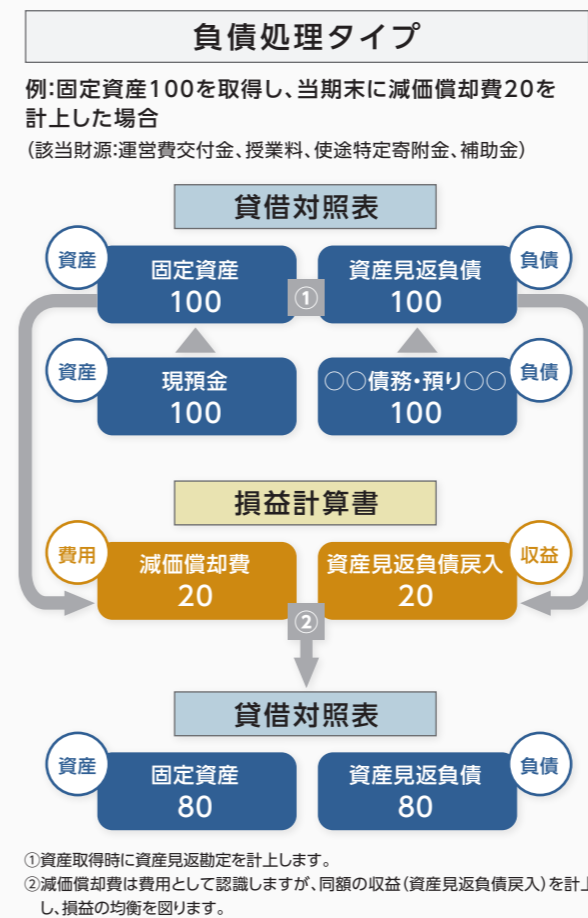 負債処理タイプ
例:固定資産100を取得し、当期末に減価償却費20を
計上した場合
(該当財源:運営費交付金、授業料、使途特定寄附金、補助金)
貸借対照表
資産
固定資産
100
①
資産見返負債
100
負債
資産
現預金
100
○○債務・預り○○
100
負債
損益計算書
費用
減価償却費
20
②
資産見返負債戻入
20
収益
貸借対照表
資産
固定資産
80
資産見返負債
80
負債
①資産取得時に資産見返勘定を計上します。
②減価償却費は費用として認識しますが、同額の収益(資産見返負債戻入)を計上
し、損益の均衡を図ります。